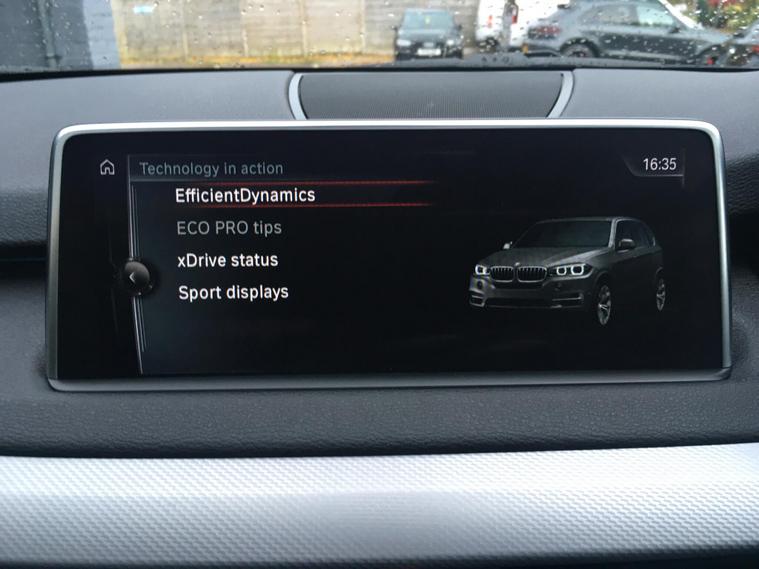 Technology in action
16:35
EfficientDynamics
ECO PRO tips
xDrive status
Sport displays